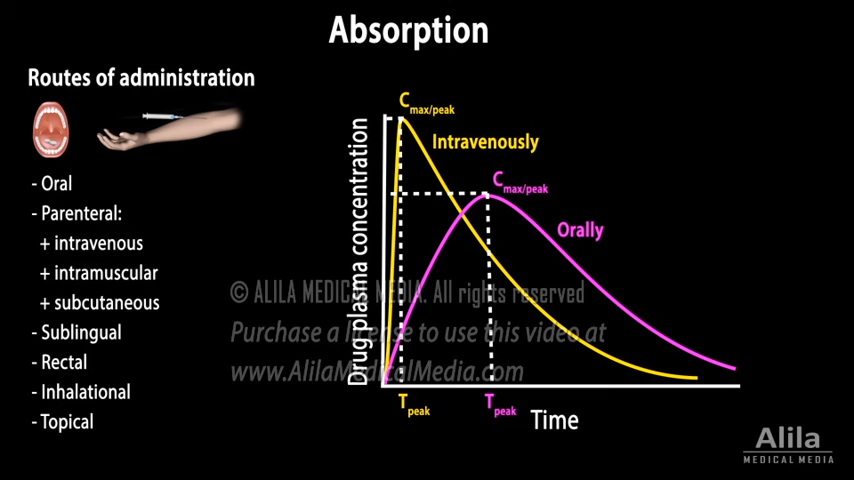 Absorption
Routes of administration
- Oral
- Parenteral:
+ intravenous
+ intramuscular
+ subcutaneous
- Sublingual
- Rectal
- Inhalational
- Topical
Drug plasma concentration
Cmax/peak
Intravenously
Cmax/peak
Orally
Tpeak
Tpeak
Time
© ALILA MEDICAL MEDIA. All rights reserved
Purchase a license to use this video at
www.AlilaMedicalMedia.com
Alila
MEDICAL MEDIA